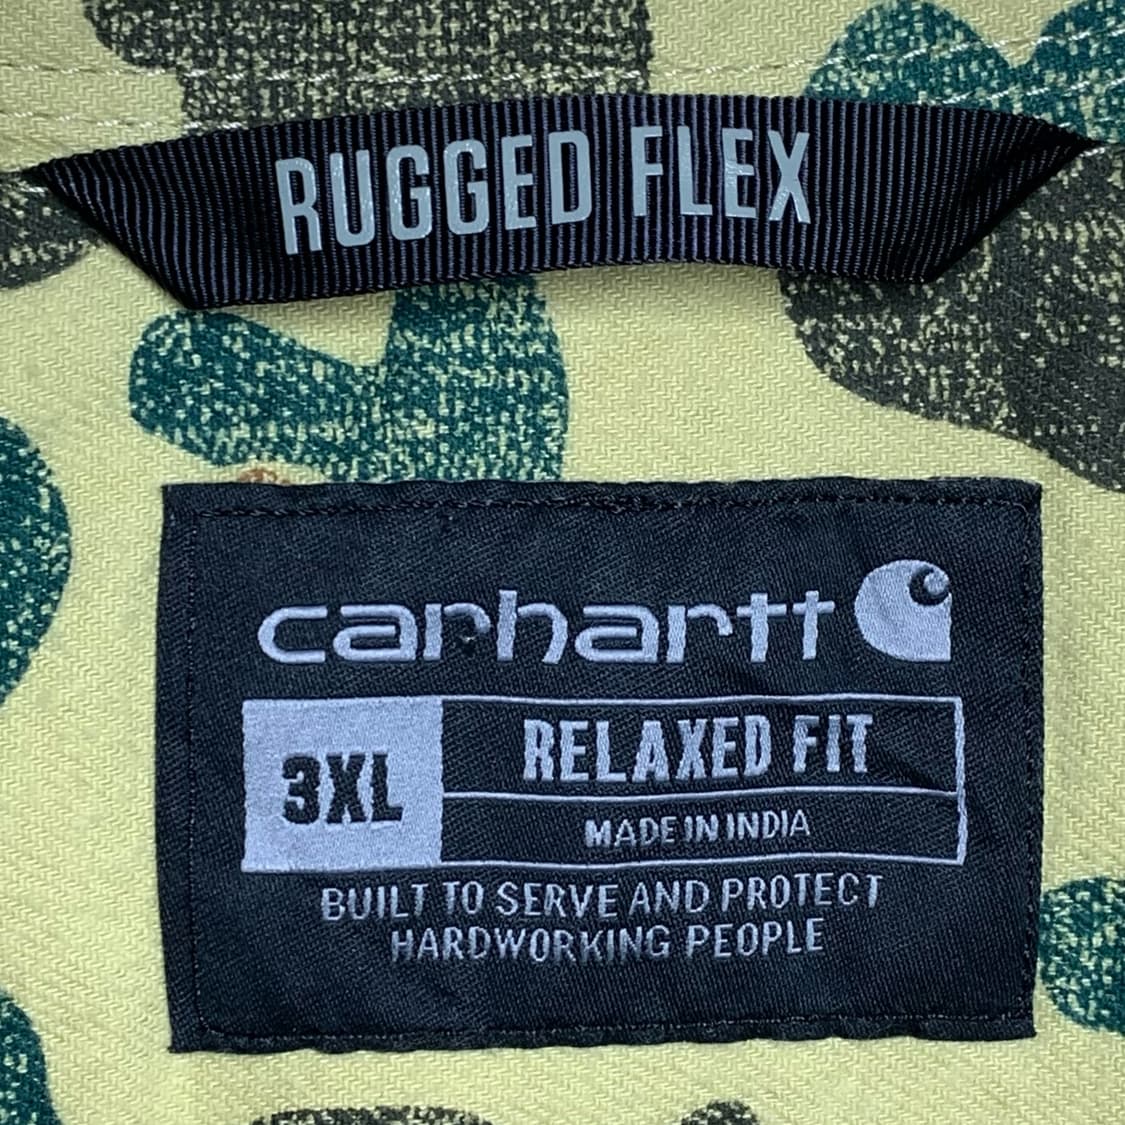 RUGGED FLEX
carhartt
3XL
RELAXED FIT
MADE IN INDIA
BUILT TO SERVE AND PROTECT
HARDWORKING PEOPLE